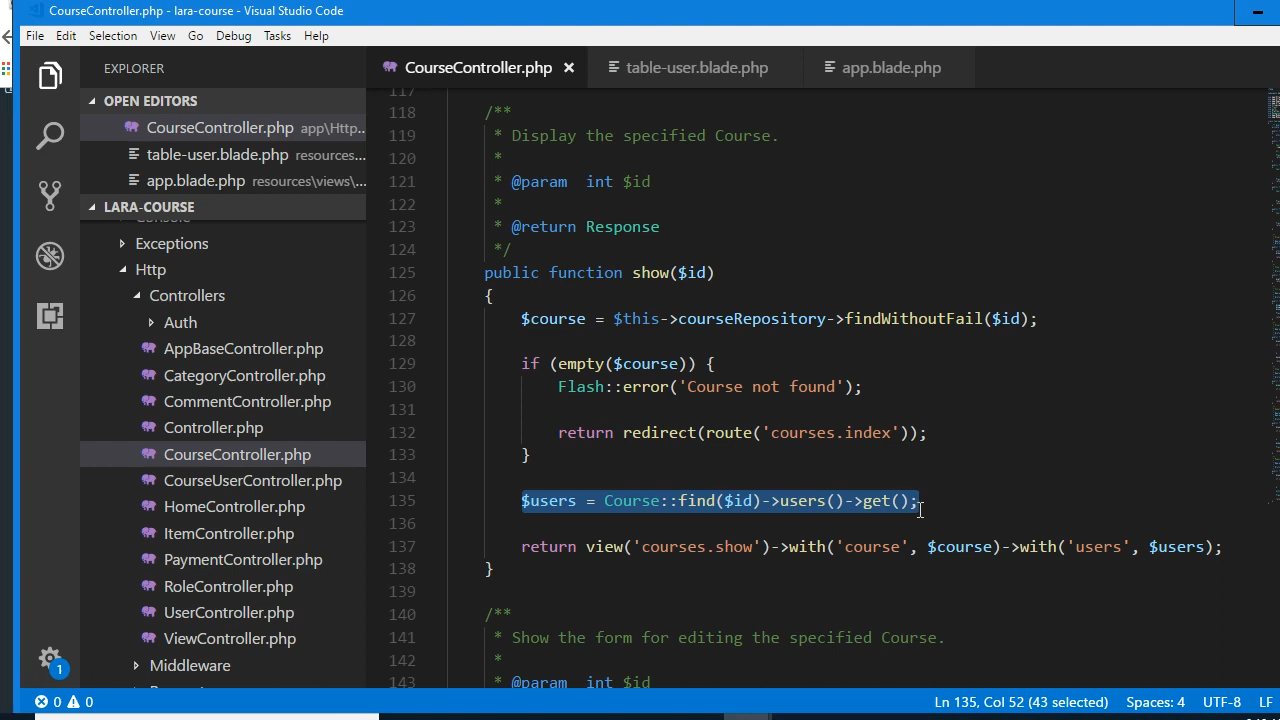 CourseController.php - lara-course - Visual Studio Code
File Edit Selection View Go Debug Tasks Help
EXPLORER
CourseController.php
table-user.blade.php
app.blade.php
OPEN EDITORS
CourseController.php app\Http...
table-user.blade.php resources...
app.blade.php resources\views\...
LARA-COURSE
Console
Exceptions
Http
Controllers
Auth
AppBaseController.php
CategoryController.php
CommentController.php
Controller.php
CourseController.php
CourseUserController.php
HomeController.php
ItemController.php
PaymentController.php
RoleController.php
UserController.php
ViewController.php
Middleware
1
117
118 /**
119 * Display the specified Course.
120 *
121 * @param  int $id
122 *
123 * @return Response
124 */
125 public function show($id)
126 {
127 $course = $this->courseRepository->findWithoutFail($id);
128
129 if (empty($course)) {
130 Flash::error('Course not found');
131
132 return redirect(route('courses.index'));
133 }
134
135 $users = Course::find($id)->users()->get();
136
137 return view('courses.show')->with('course', $course)->with('users', $users);
138 }
139
140 /**
141 * Show the form for editing the specified Course.
142 *
143 * @param  int $id
0 0
Ln 135, Col 52 (43 selected) Spaces: 4 UTF-8 LF